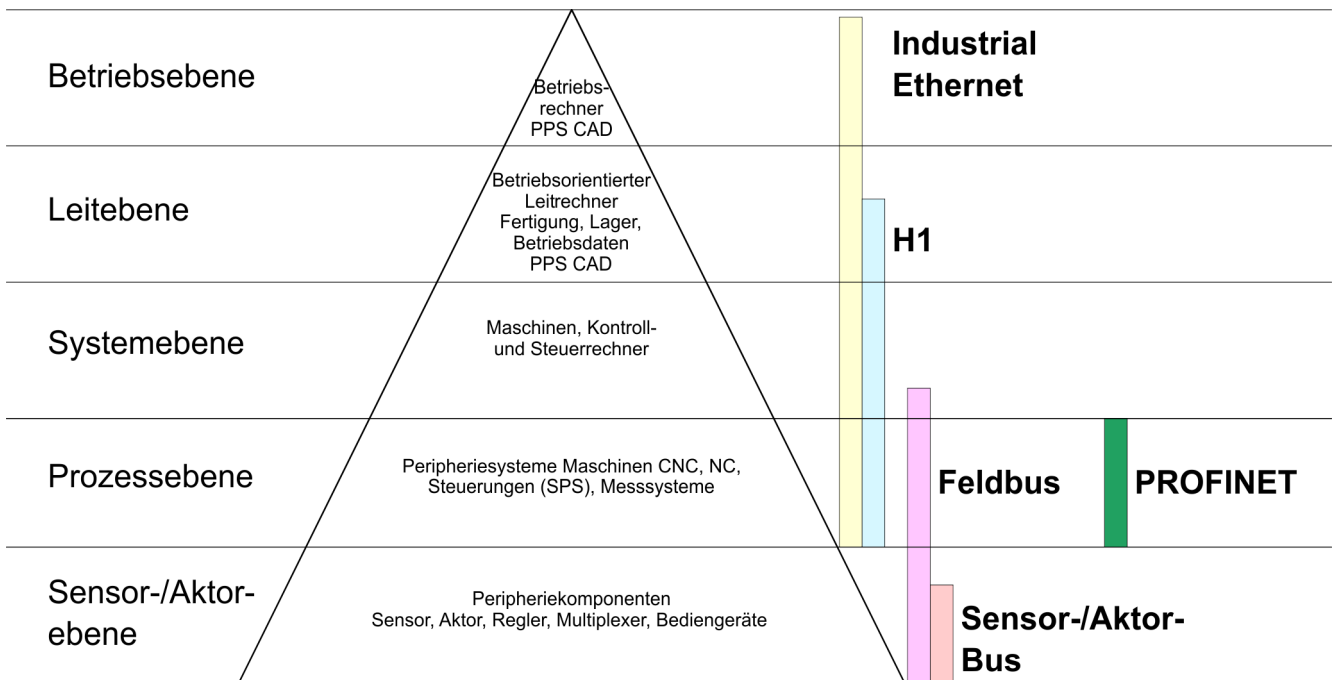 Betriebsebene
Betriebs-
rechner
PPS CAD
Industrial
Ethernet
Leitebene
Betriebsorientierter
Leitrechner
Fertigung, Lager,
Betriebsdaten
PPS CAD
H1
Systemebene
Maschinen, Kontroll-
und Steuerrechner
Prozessebene
Peripheriesysteme Maschinen CNC, NC,
Steuerungen (SPS), Messsysteme
Feldbus
PROFINET
Sensor-/Aktor-
ebene
Peripheriekomponenten
Sensor, Aktor, Regler, Multiplexer, Bediengeräte
Sensor-/Aktor-
Bus